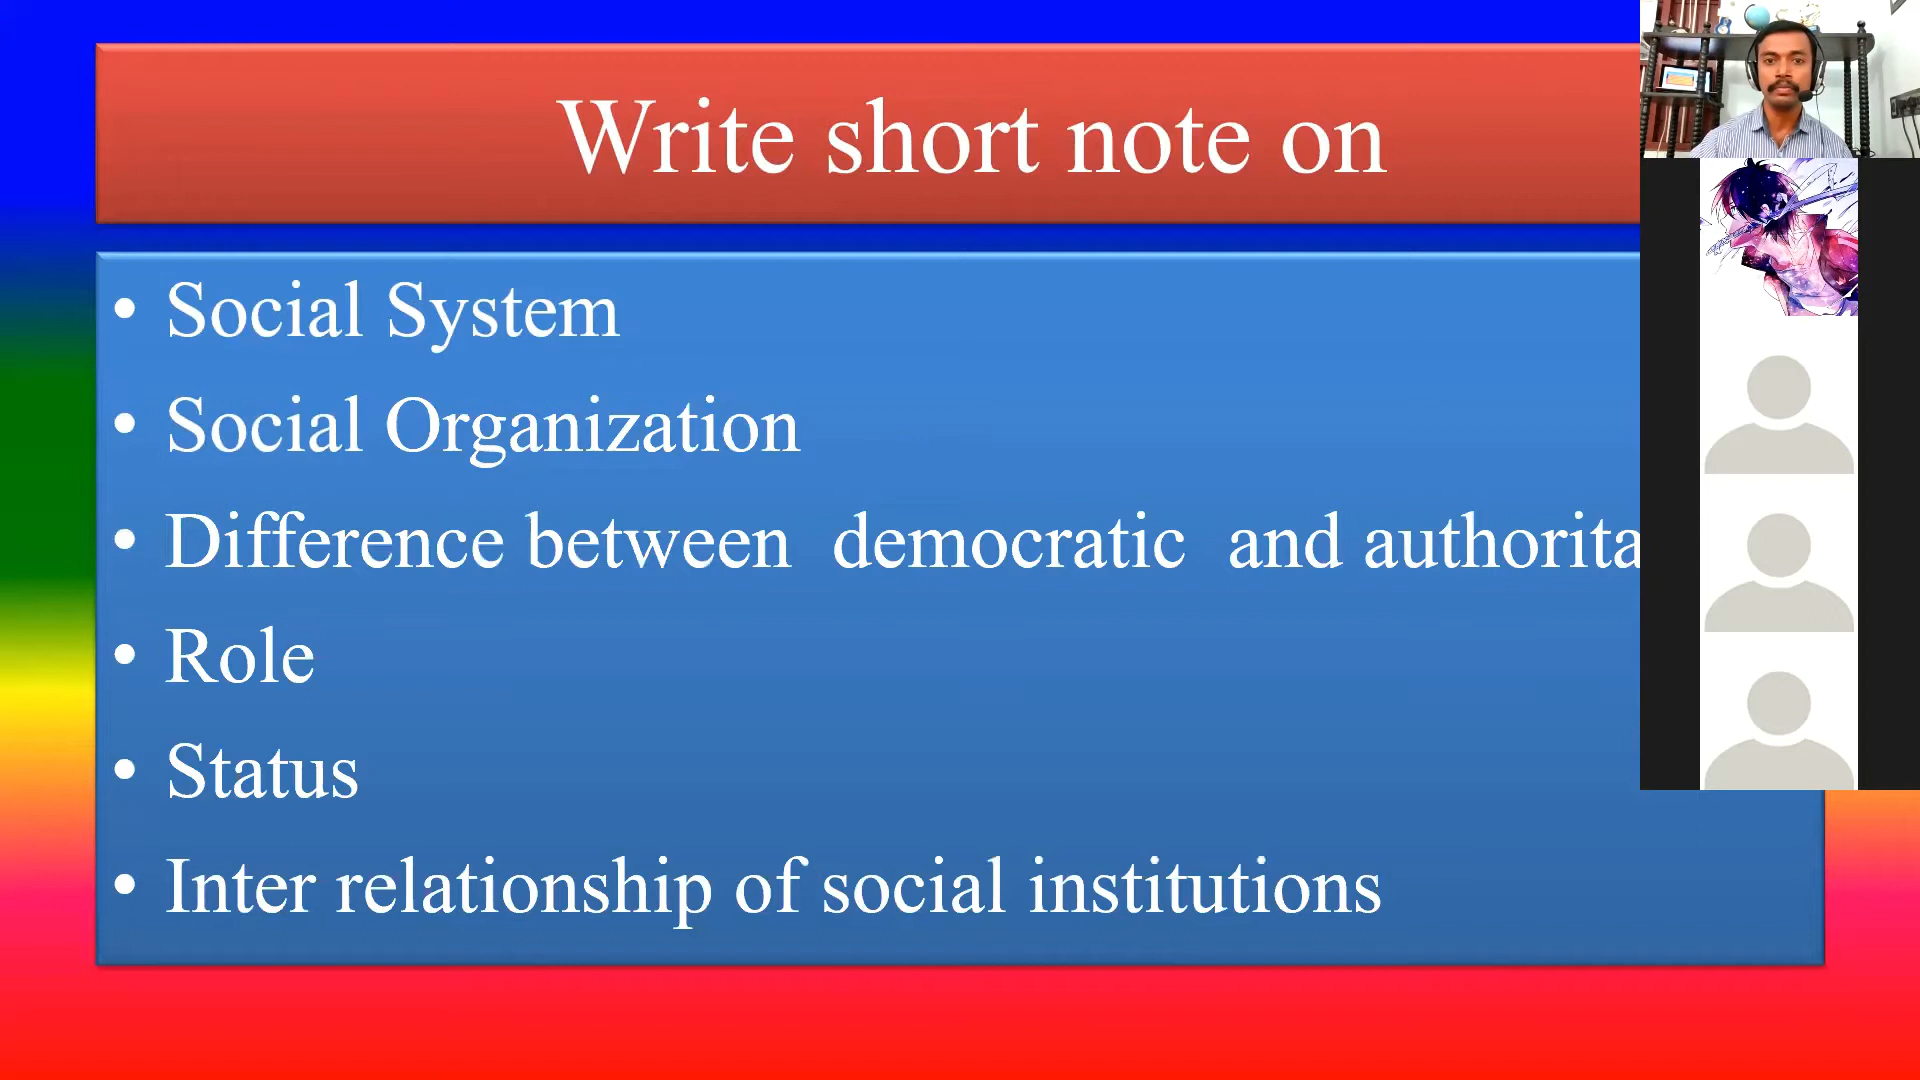 Write short note on
• Social System
• Social Organization
• Difference between democratic and
• Role
• Status
• Inter relationship of social institutions